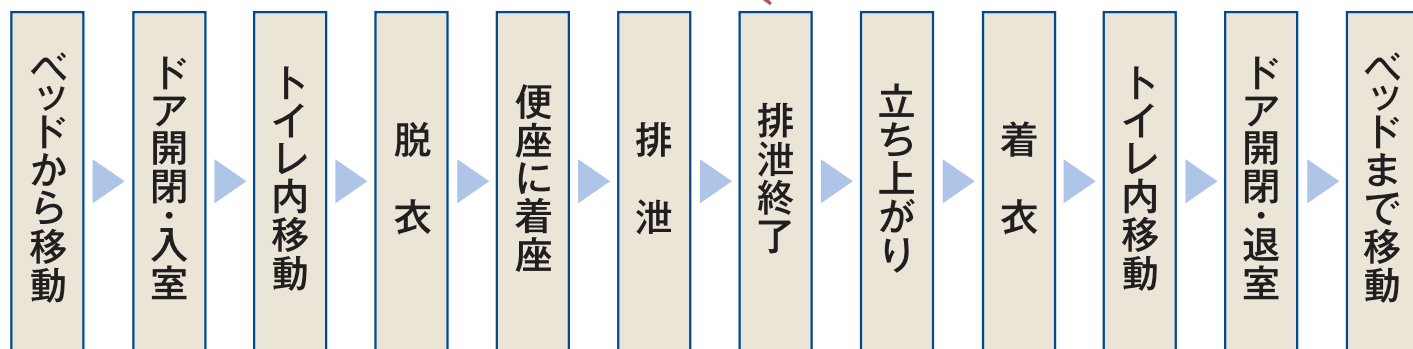 ベッドから移動
ドア開閉・入室
トイレ内移動
脱衣
便座に着座
排泄
排泄終了
立ち上がり
着衣
トイレ内移動
ドア開閉・退室
ベッドまで移動